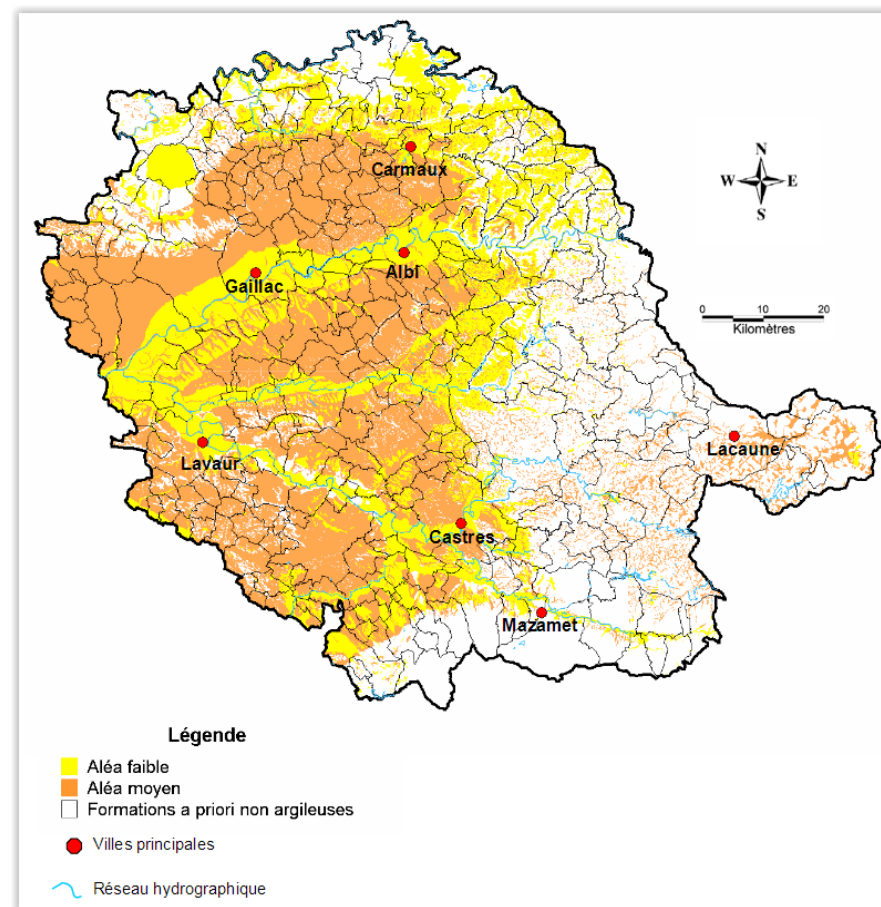 Carmaux
N
W E
S
Albi
Gaillac
0 10 20
Kilomètres
Lavaur
Lacaune
Castres
Mazamet
Légende
Aléa faible
Aléa moyen
Formations a priori non argileuses
Villes principales
Réseau hydrographique